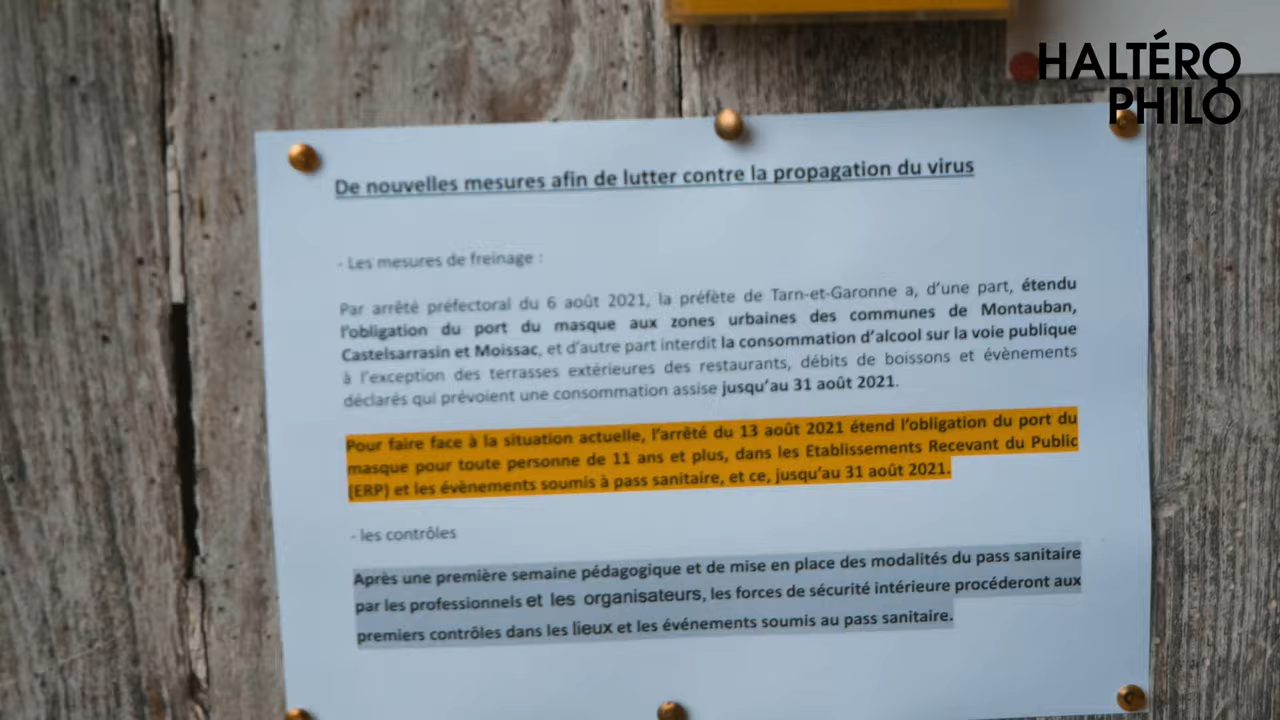 HALTÉRO
PHILO
De nouvelles mesures afin de lutter contre la propagation du virus
- Les mesures de freinage :
Par arrêté préfectoral du 6 août 2021, la préfète de Tarn-et-Garonne a, d'une part, étendu
l'obligation du port du masque aux zones urbaines des communes de Montauban,
Castelsarrasin et Moissac, et d'autre part interdit la consommation d'alcool sur la voie publique
à l'exception des terrasses extérieures des restaurants, débits de boissons et évènements
déclarés qui prévoient une consommation assise jusqu'au 31 août 2021.
Pour faire face à la situation actuelle, l'arrêté du 13 août 2021 étend l'obligation du port du
masque pour toute personne de 11 ans et plus, dans les Etablissements Recevant du Public
(ERP) et les évènements soumis à pass sanitaire, et ce, jusqu'au 31 août 2021.
- les contrôles
Après une première semaine pédagogique et de mise en place des modalités du pass sanitaire
par les professionnels et les organisateurs, les forces de sécurité intérieure procéderont aux
premiers contrôles dans les lieux et les événements soumis au pass sanitaire.